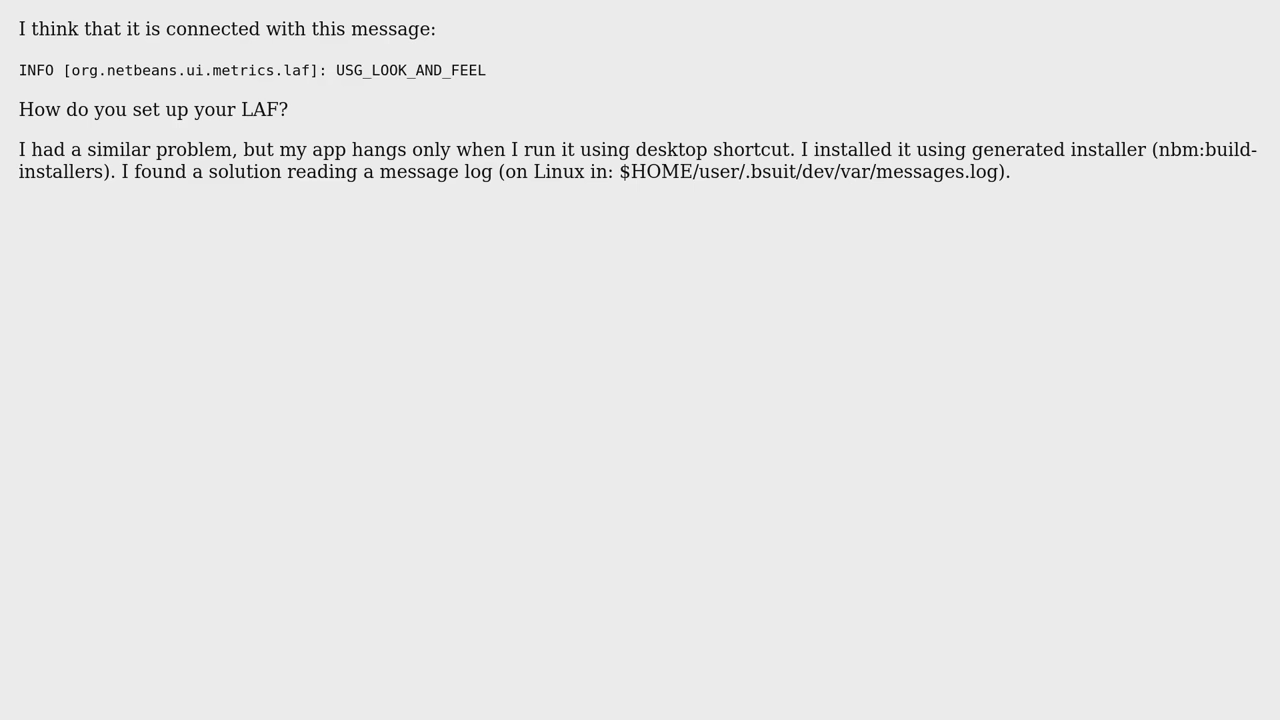 I think that it is connected with this message:
INFO [org.netbeans.ui.metrics.laf]: USG_LOOK_AND_FEEL
How do you set up your LAF?
I had a similar problem, but my app hangs only when I run it using desktop shortcut. I installed it using generated installer (nbm:build-
installers). I found a solution reading a message log (on Linux in: $HOME/user/.bsuit/dev/var/messages.log).